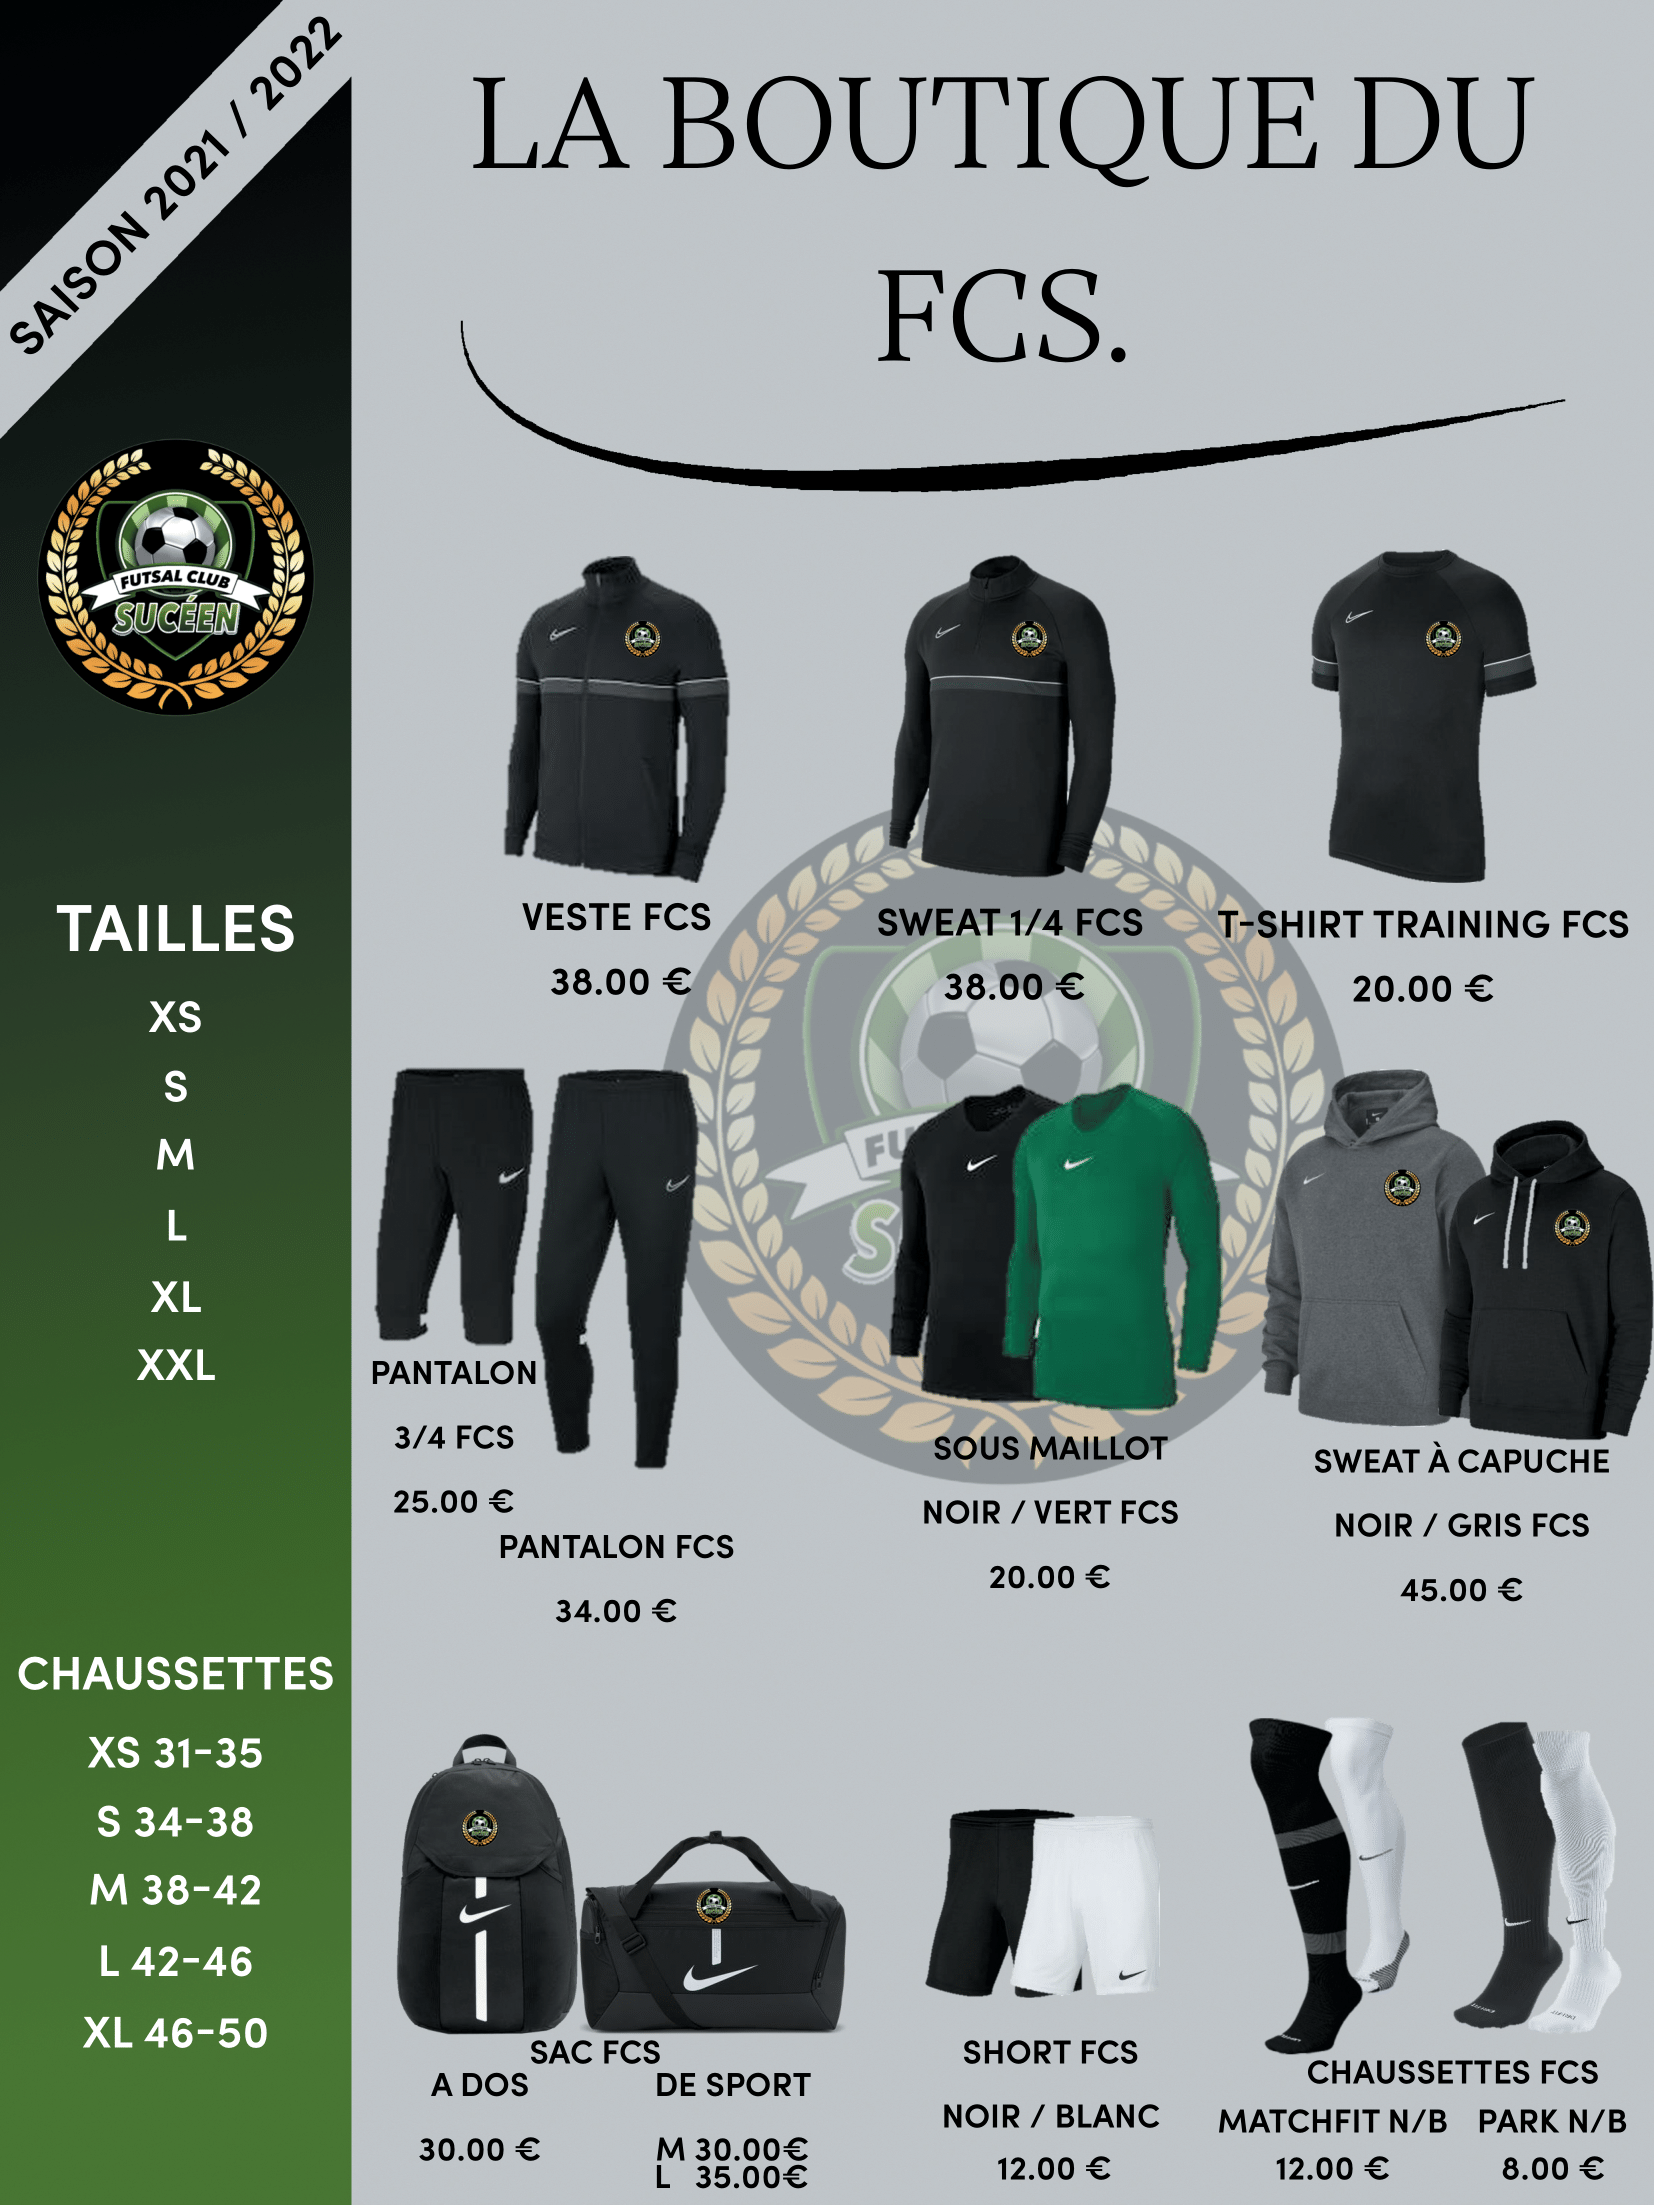 SAISON 2021 / 2022
LA BOUTIQUE DU
FCS.
FUTSAL CLUB
SUCÉEN
TAILLES
XS
S
M
L
XL
XXL
CHAUSSETTES
XS 31-35
S 34-38
M 38-42
L 42-46
XL 46-50
VESTE FCS
38.00 €
SWEAT 1/4 FCS
38.00 €
T-SHIRT TRAINING FCS
20.00 €
PANTALON
3/4 FCS
25.00 €
PANTALON FCS
34.00 €
SOUS MAILLOT
NOIR / VERT FCS
20.00 €
SWEAT À CAPUCHE
NOIR / GRIS FCS
45.00 €
SAC FCS
A DOS
30.00 €
DE SPORT
M 30.00€
L 35.00€
SHORT FCS
NOIR / BLANC
12.00 €
CHAUSSETTES FCS
MATCHFIT N/B
12.00 €
PARK N/B
8.00 €